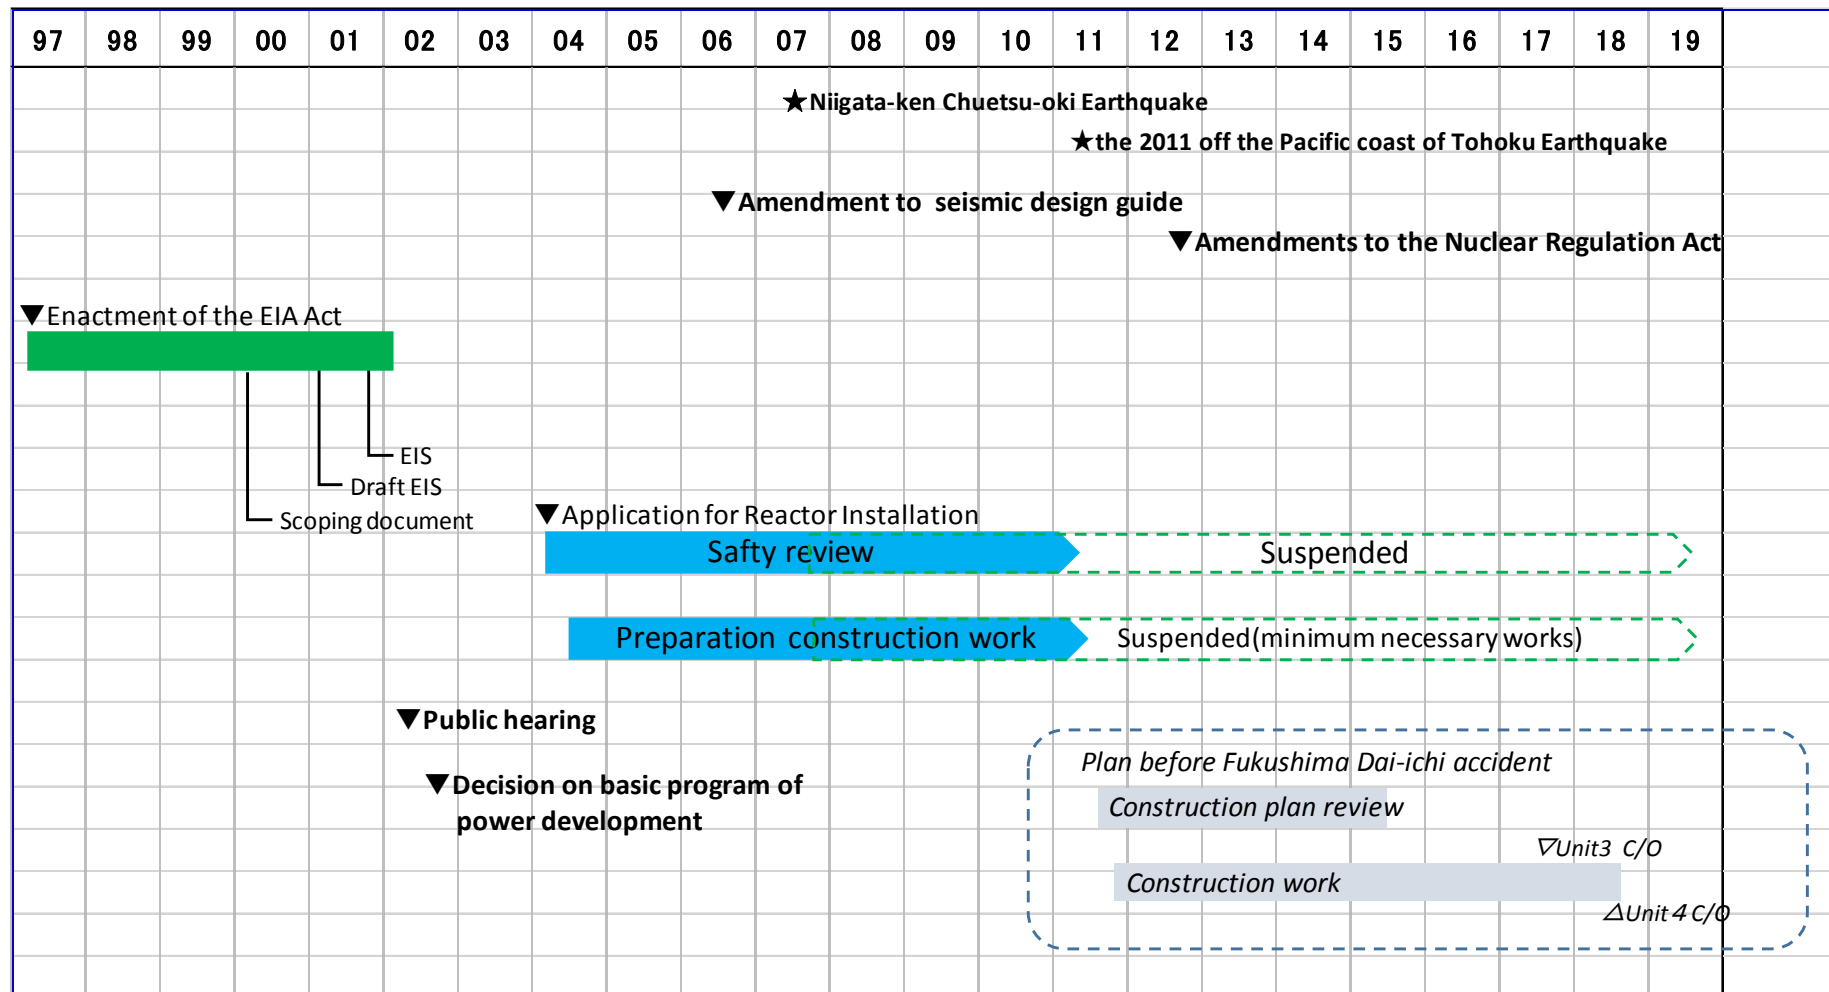 97 98 99 00 01 02 03 04 05 06 07 08 09 10 11 12 13 14 15 16 17 18 19
★Niigata-ken Chuetsu-oki Earthquake
★the 2011 off the Pacific coast of Tohoku Earthquake
▼Amendment to seismic design guide
▼Amendments to the Nuclear Regulation Act
▼Enactment of the EIA Act
EIS
Draft EIS
Scoping document
▼Application for Reactor Installation
Safty review
Suspended
Preparation construction work
Suspended(minimum necessary works)
▼Public hearing
▼Decision on basic program of
power development
Plan before Fukushima Dai-ichi accident
Construction plan review
▽Unit3 C/O
Construction work
△Unit 4 C/O